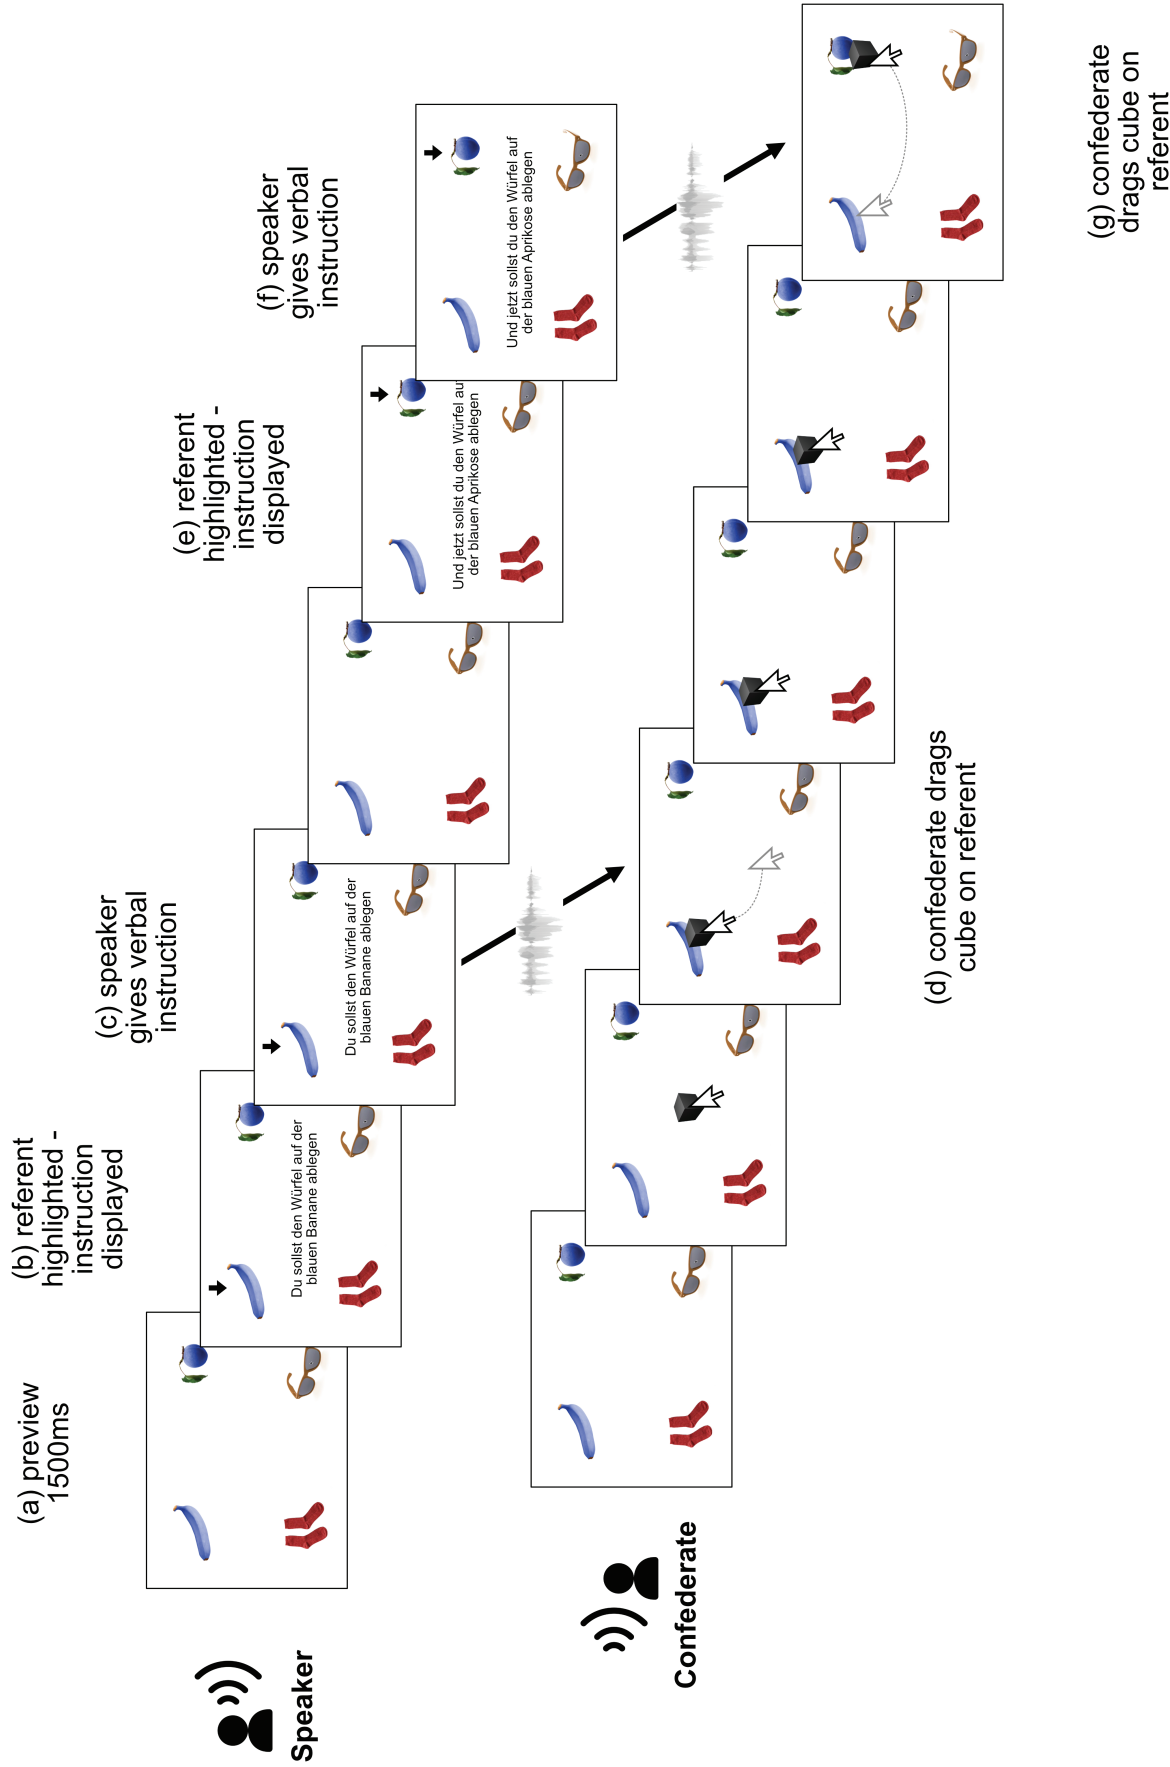 (a) preview
1500ms
(b) referent
highlighted -
instruction
displayed
(c) speaker
gives verbal
instruction
(e) referent
highlighted -
instruction
displayed
(f) speaker
gives verbal
instruction
Speaker
Du sollst den Würfel auf der
blauen Banane ablegen
Du sollst den Würfel auf der
blauen Banane ablegen
Und jetzt sollst du den Würfel au
der blauen Aprikose ablegen
Und jetzt sollst du den Würfel auf
der blauen Aprikose ablegen
Confederate
(d) confederate drags
cube on referent
(g) confederate
drags cube on
referent